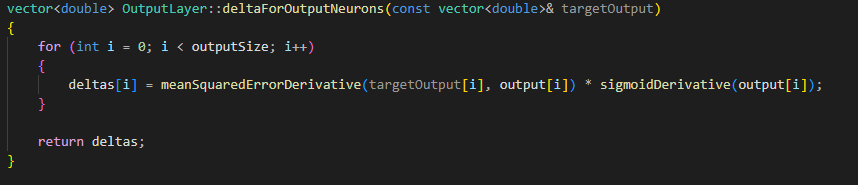 vector<double> OutputLayer::deltaForOutputNeurons(const vector<double>& targetOutput)
{
    for (int i = 0; i < outputSize; i++)
    {
        deltas[i] = meanSquaredErrorDerivative(targetOutput[i], output[i]) * sigmoidDerivative(output[i]);
    }

    return deltas;
}